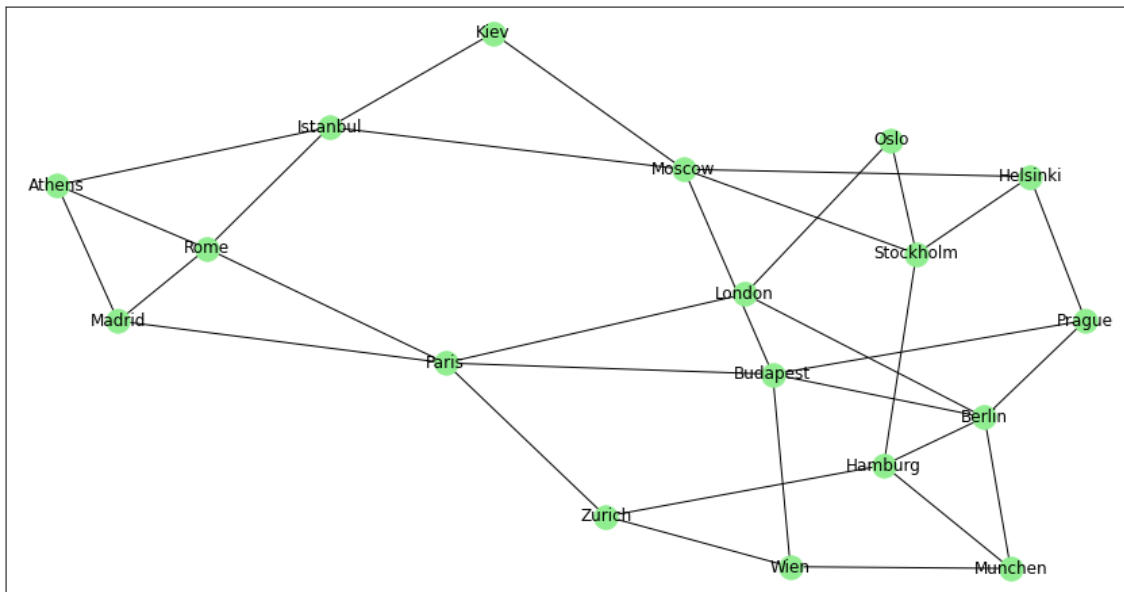 Kiev
Istanbul
Oslo
Moscow
Helsinki
Athens
Rome
Stockholm
London
Madrid
Prague
Paris
Budapest
Berlin
Hamburg
Zurich
Wien
Munchen